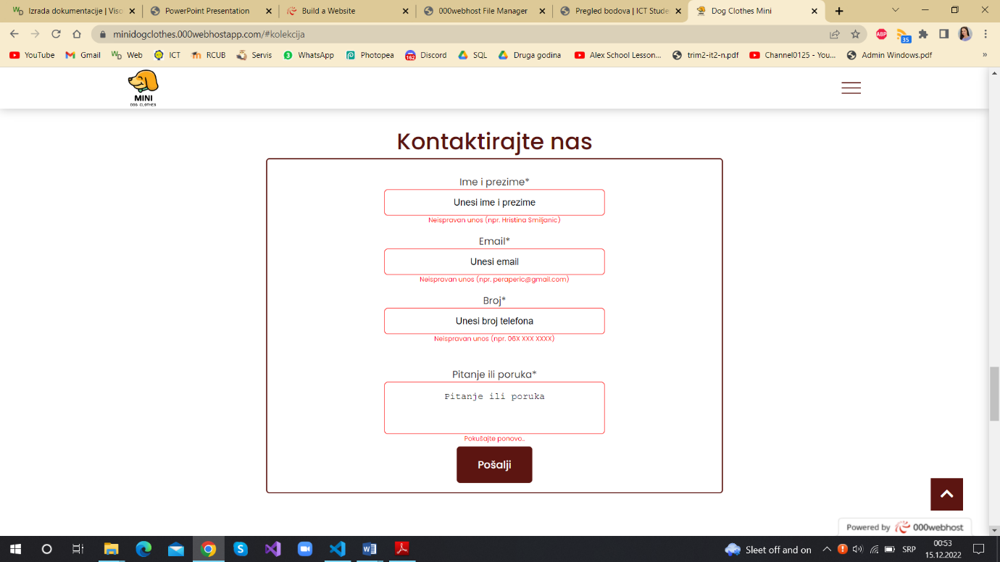 Izrada dokumentacije | Viso
PowerPoint Presentation
Build a Website
000webhost File Manager
Pregled bodova | ICT Stude
Dog Clothes Mini
minidogclothes.000webhostapp.com/#kolekcija
ABP
35
YouTube
Gmail
Web
ICT
RCUB
Servis
3
WhatsApp
Photopea
162
Discord
SQL
Druga godina
Alex School Lesson...
trim2-it2-n.pdf
Channel0125 - You...
Admin Windows.pdf
»
MINI
DOG CLOTHES
Kontaktirajte nas
Ime i prezime*
Unesi ime i prezime
Neispravan unos (npr. Hristina Smiljanic)
Email*
Unesi email
Neispravan unos (npr. peraperic@gmail.com)
Broj*
Unesi broj telefona
Neispravan unos (npr. 06X XXX XXXX)
Pitanje ili poruka*
Pitanje ili poruka
Pokušajte ponovo..
Pošalji
Powered by 000webhost
Sleet off and on
SRP
00:53
15.12.2022